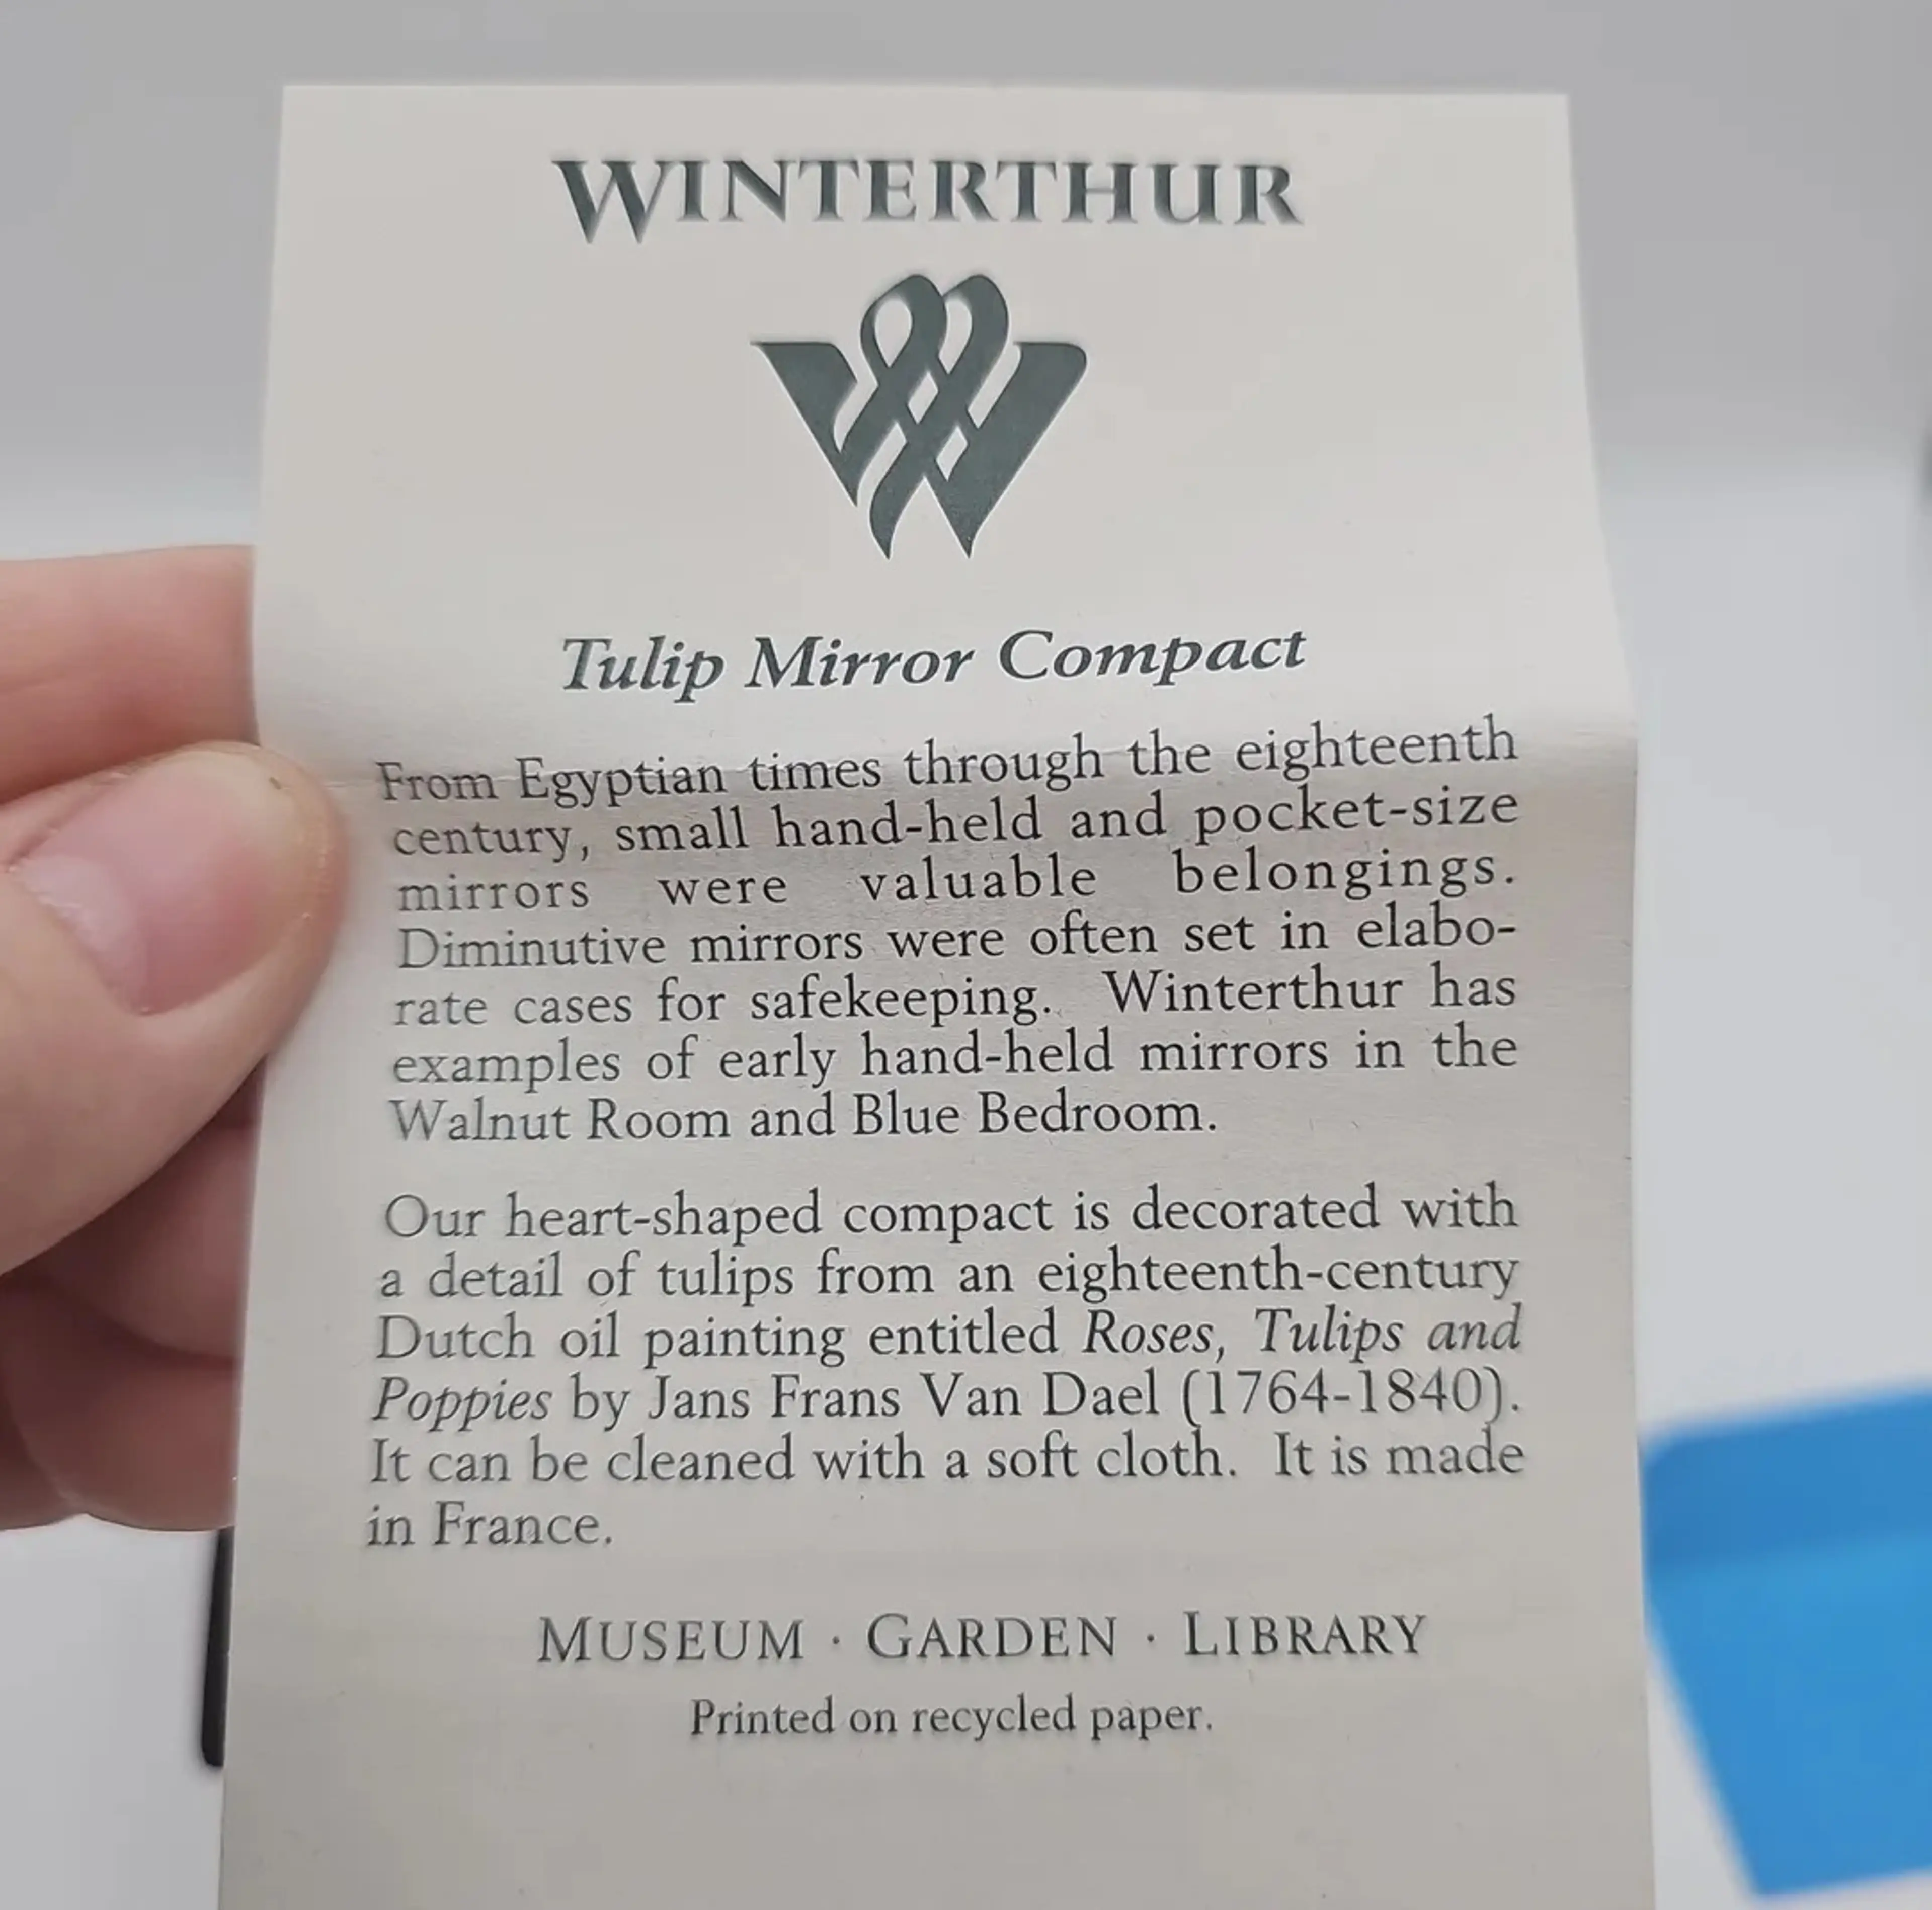 WINTERTHUR
Tulip Mirror Compact
From Egyptian times through the eighteenth
century, small hand-held and pocket-size
mirrors were valuable belongings.
Diminutive mirrors were often set in elabo-
rate cases for safekeeping. Winterthur has
examples of early hand-held mirrors in the
Walnut Room and Blue Bedroom.
Our heart-shaped compact is decorated with
a detail of tulips from an eighteenth-century
Dutch oil painting entitled Roses, Tulips and
Poppies by Jans Frans Van Dael (1764-1840).
It can be cleaned with a soft cloth. It is made
in France.
MUSEUM · GARDEN · LIBRARY
Printed on recycled paper.